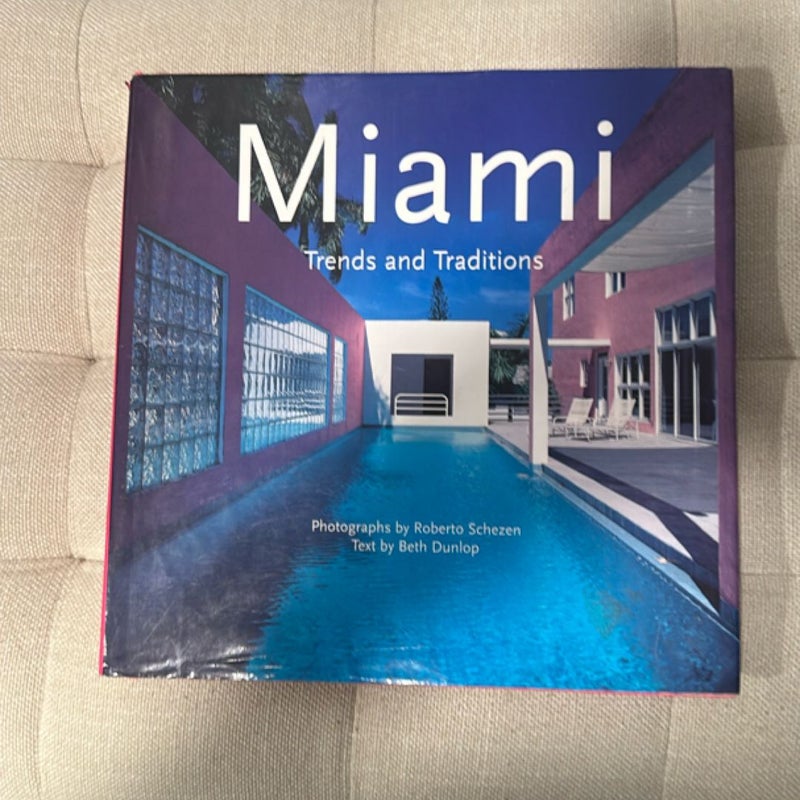 Miami
Trends and Traditions
Photographs by Roberto Schezen
Text by Beth Dunlop